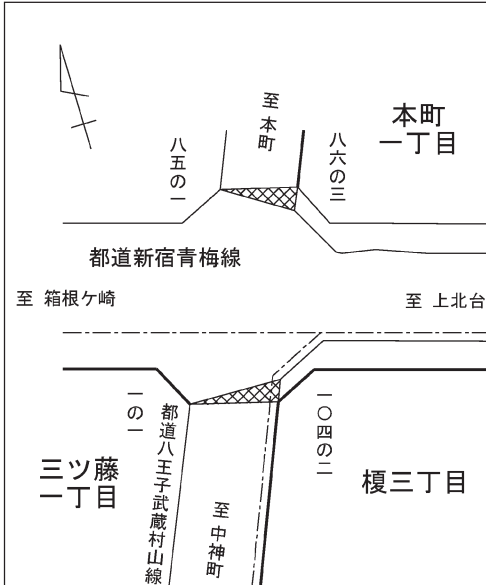 至 本町
本町
一丁目
八五の一
八六の三
都道新宿青梅線
至 箱根ケ崎
至 上北台
一の一
都道八王子武蔵村山線
一〇四の二
三ツ藤
一丁目
至 中神町
榎三丁目